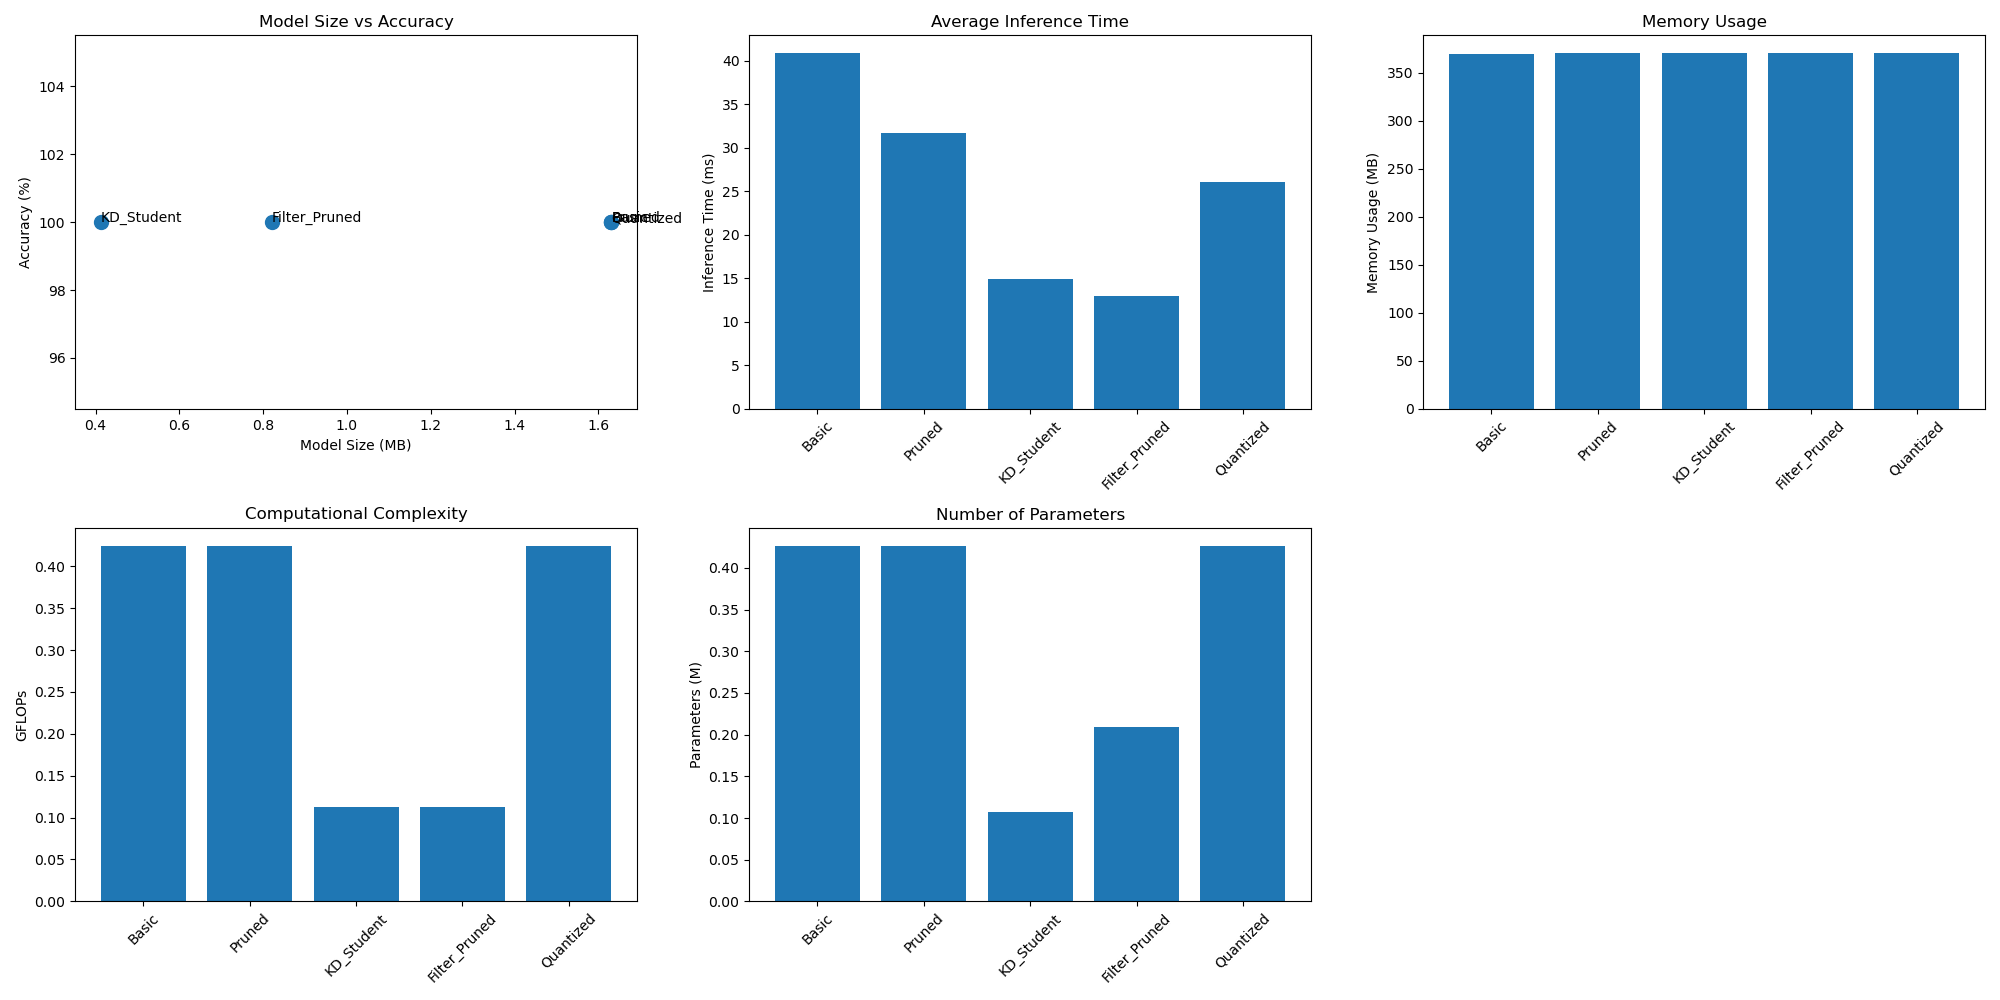 Model Size vs Accuracy
Accuracy (%)
104
102
100
98
96
KD_Student
Filter_Pruned
Quantized
0.4 0.6 0.8 1.0 1.2 1.4 1.6
Model Size (MB)
Average Inference Time
Inference Time (ms)
40
35
30
25
20
15
10
5
0
Basic Pruned KD_Student Filter_Pruned Quantized
Memory Usage
Memory Usage (MB)
350
300
250
200
150
100
50
0
Basic Pruned KD_Student Filter_Pruned Quantized
Computational Complexity
GFLOPs
0.40
0.35
0.30
0.25
0.20
0.15
0.10
0.05
0.00
Basic Pruned KD_Student Filter_Pruned Quantized
Number of Parameters
Parameters (M)
0.40
0.35
0.30
0.25
0.20
0.15
0.10
0.05
0.00
Basic Pruned KD_Student Filter_Pruned Quantized